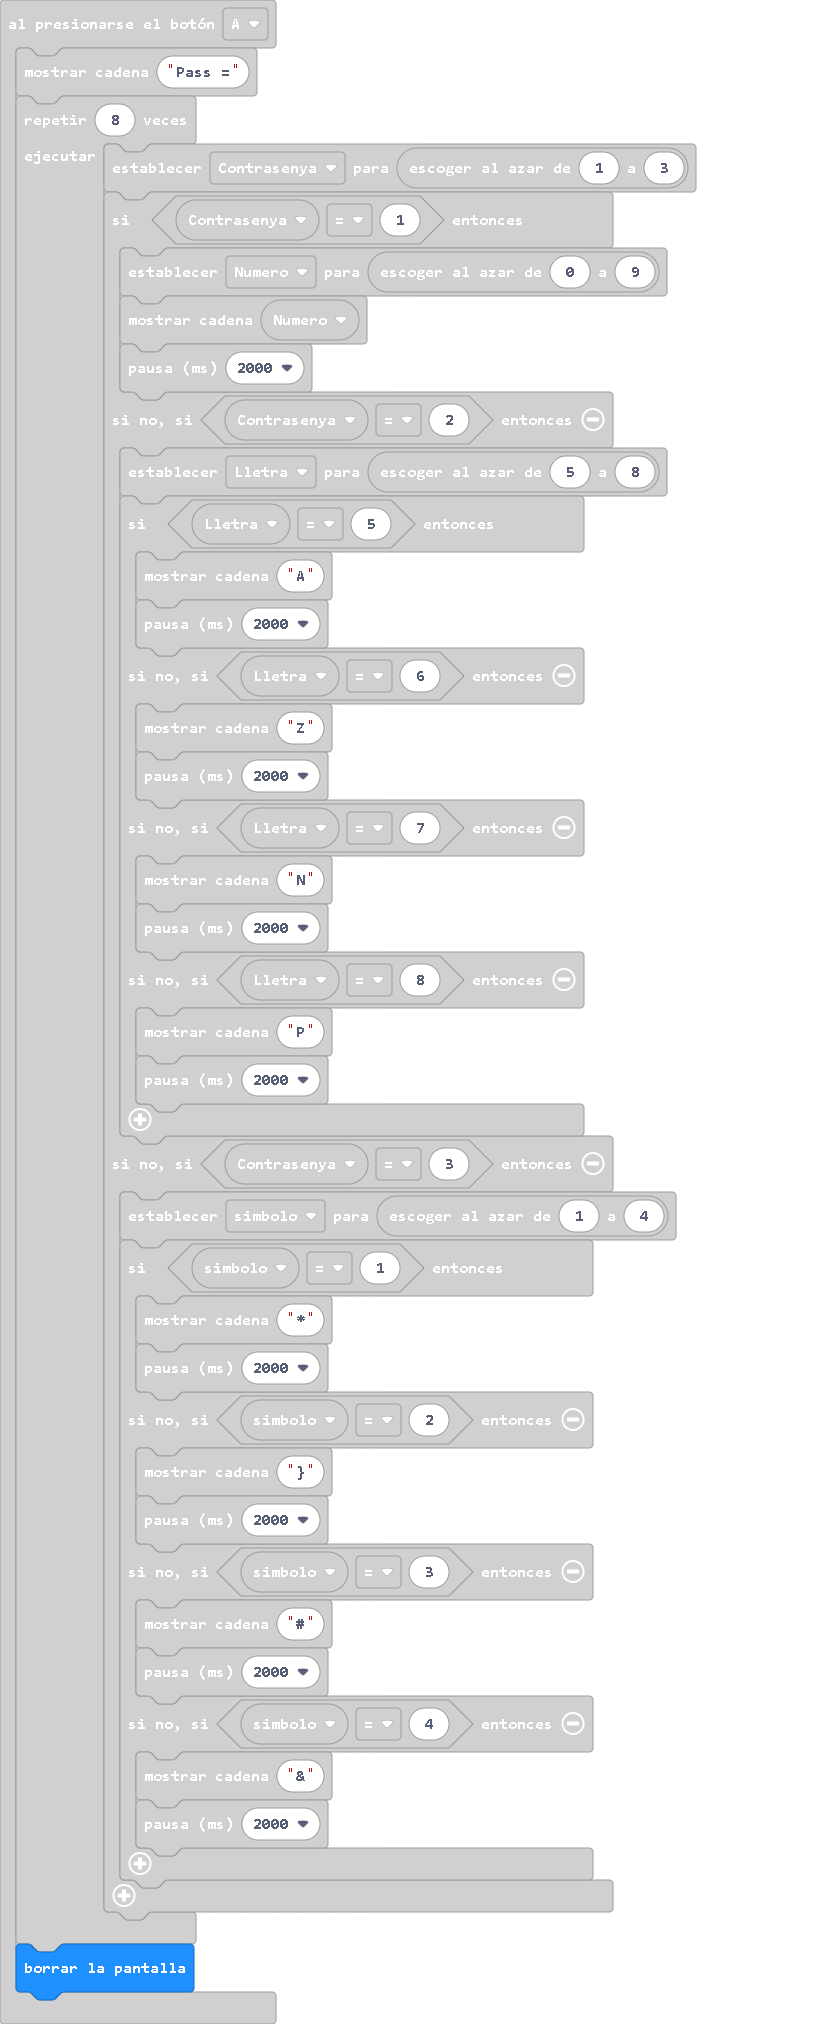 al presionarse el botón A
mostrar cadena "Pass ="
repetir 8 veces
ejecutar
establecer Contrasenya para escoger al azar de 1 a 3
si Contrasenya = 1 entonces
establecer Numero para escoger al azar de 0 a 9
mostrar cadena Numero
pausa (ms) 2000
si no, si Contrasenya = 2 entonces
establecer Lletra para escoger al azar de 5 a 8
si Lletra = 5 entonces
mostrar cadena "A"
pausa (ms) 2000
si no, si Lletra = 6 entonces
mostrar cadena "Z"
pausa (ms) 2000
si no, si Lletra = 7 entonces
mostrar cadena "N"
pausa (ms) 2000
si no, si Lletra = 8 entonces
mostrar cadena "P"
pausa (ms) 2000
si no, si Contrasenya = 3 entonces
establecer simbolo para escoger al azar de 1 a 4
si simbolo = 1 entonces
mostrar cadena "*"
pausa (ms) 2000
si no, si simbolo = 2 entonces
mostrar cadena "}"
pausa (ms) 2000
si no, si simbolo = 3 entonces
mostrar cadena "#"
pausa (ms) 2000
si no, si simbolo = 4 entonces
mostrar cadena "&"
pausa (ms) 2000
borrar la pantalla